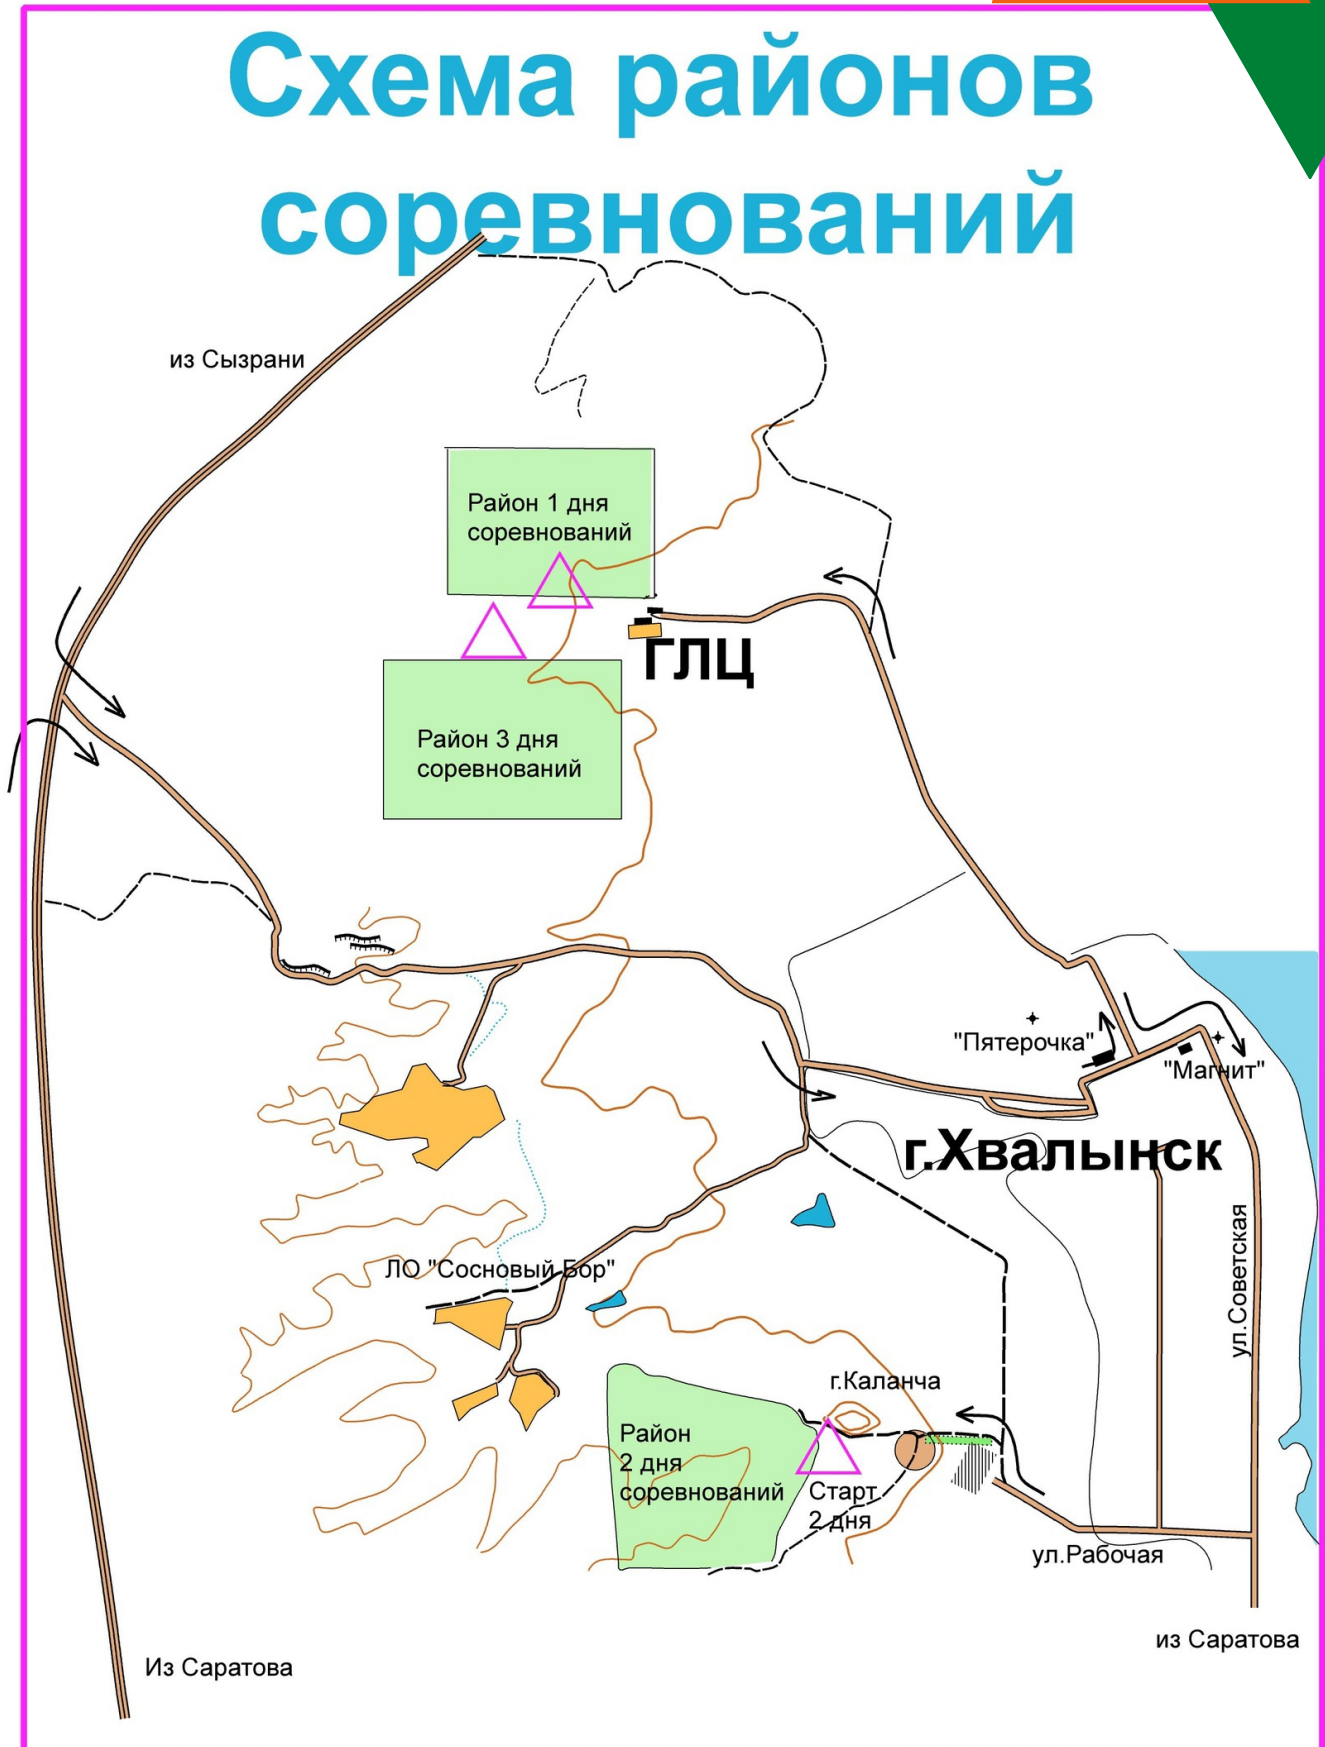 Схема районов
соревнований
из Сызрани
Район 1 дня
соревнований
ГЛЦ
Район 3 дня
соревнований
"Пятерочка"
"Магнит"
г.Хвалынск
ул.Советская
ЛО "Сосновый Бор"
г.Каланча
Район
2 дня
соревнований
Старт
2 дня
ул.Рабочая
из Саратова
Из Саратова